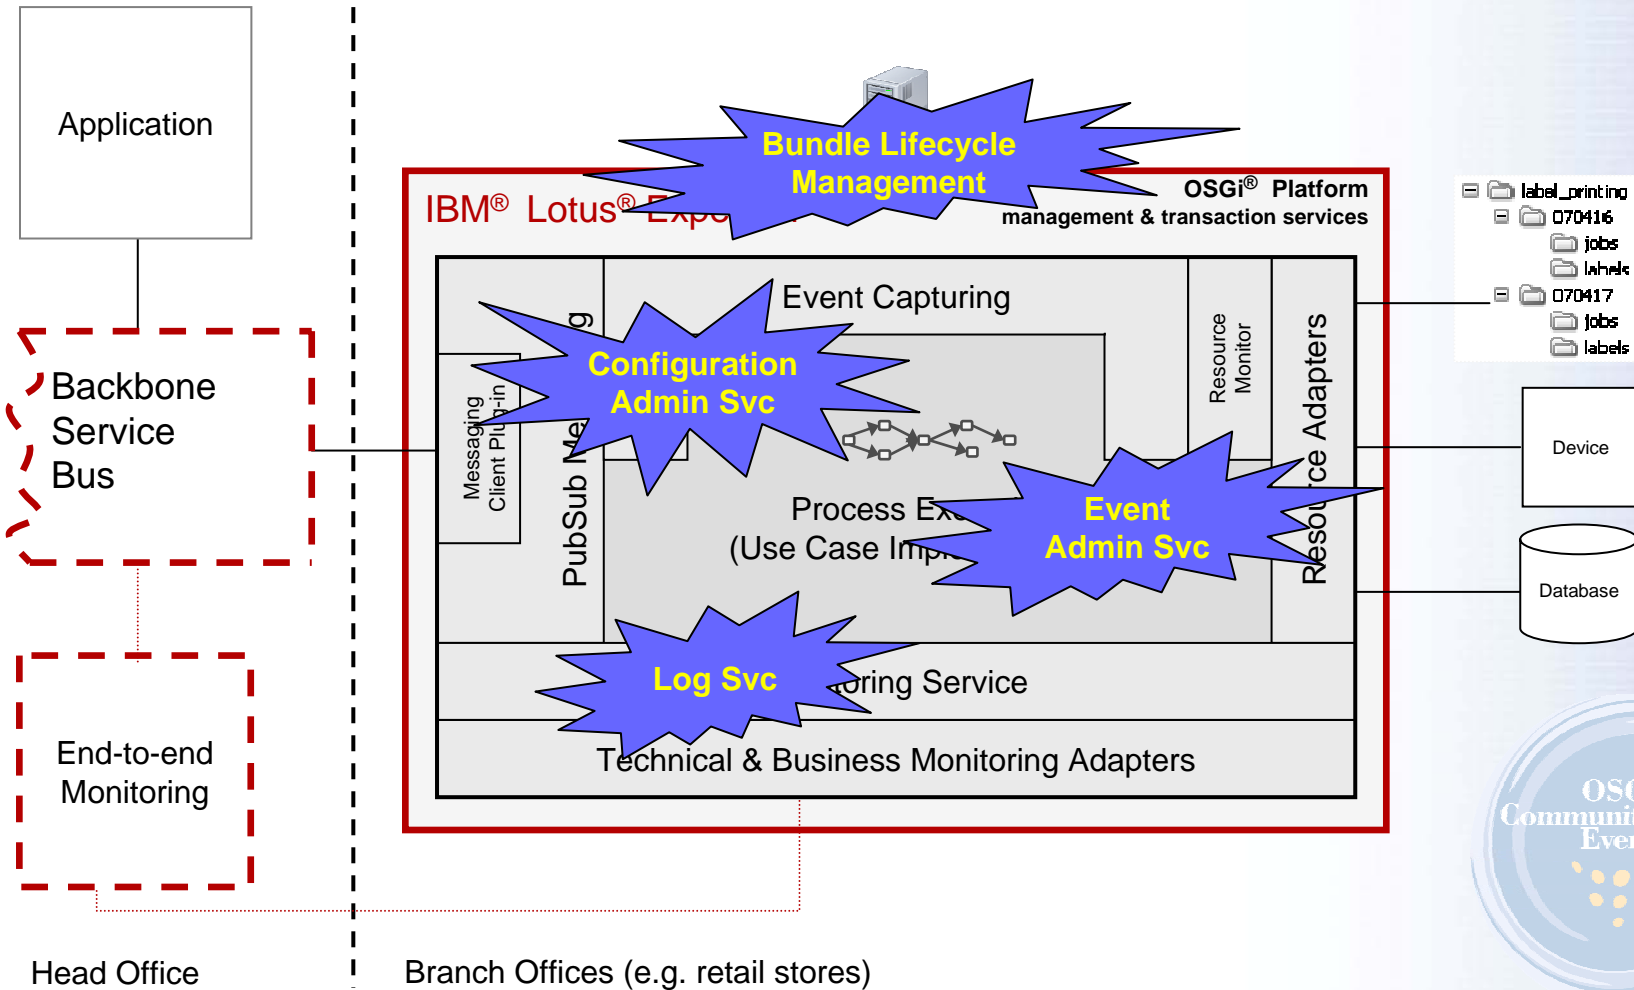 Application
Bundle Lifecycle
Management
IBM® Lotus®
OSGi® Platform
management & transaction services
label_printing
070416
jobs
labels
070417
jobs
labels
Event Capturing
Resource
Monitor
Resource Adapters
Configuration
Admin Svc
Messaging
Client Plug-in
PubSub
Backbone
Service
Bus
Process
(Use Case
Event
Admin Svc
Device
Database
Log Svc
Service
Technical & Business Monitoring Adapters
End-to-end
Monitoring
Head Office
Branch Offices (e.g. retail stores)